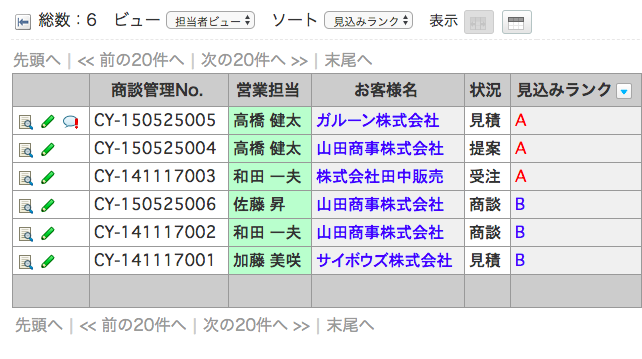 総数：6 ビュー 担当者ビュー ソート 見込みランク 表示
先頭へ | << 前の20件へ | 次の20件へ >> | 末尾へ
商談管理No. 営業担当 お客様名 状況 見込みランク
CY-150525005 高橋 健太 ガルーン株式会社 見積 A
CY-150525004 高橋 健太 山田商事株式会社 提案 A
CY-141117003 和田 一夫 株式会社田中販売 受注 A
CY-150525006 佐藤 昇 山田商事株式会社 商談 B
CY-141117002 和田 一夫 山田商事株式会社 商談 B
CY-141117001 加藤 美咲 サイボウズ株式会社 見積 B
先頭へ | << 前の20件へ | 次の20件へ >> | 末尾へ